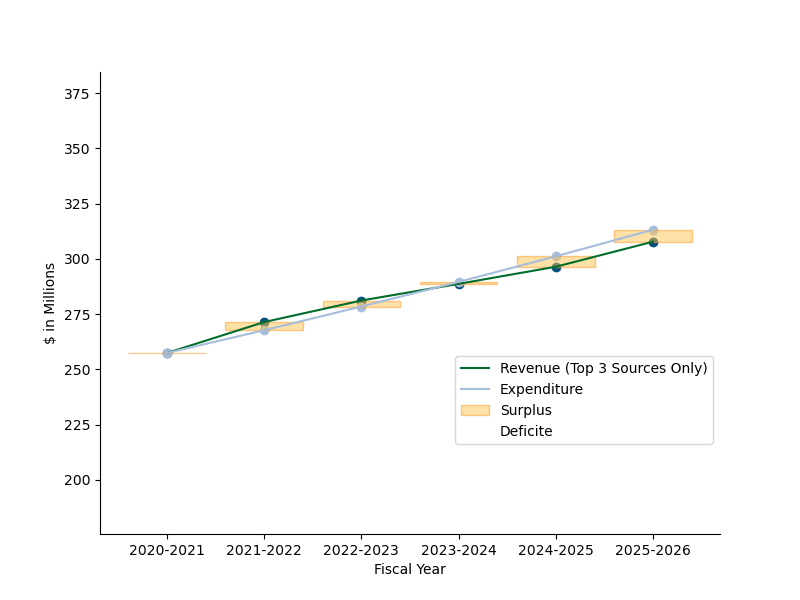 375
350
325
300
275
250
225
200
$ in Millions
Revenue (Top 3 Sources Only)
Expenditure
Surplus
Deficite
2020-2021 2021-2022 2022-2023 2023-2024 2024-2025 2025-2026
Fiscal Year